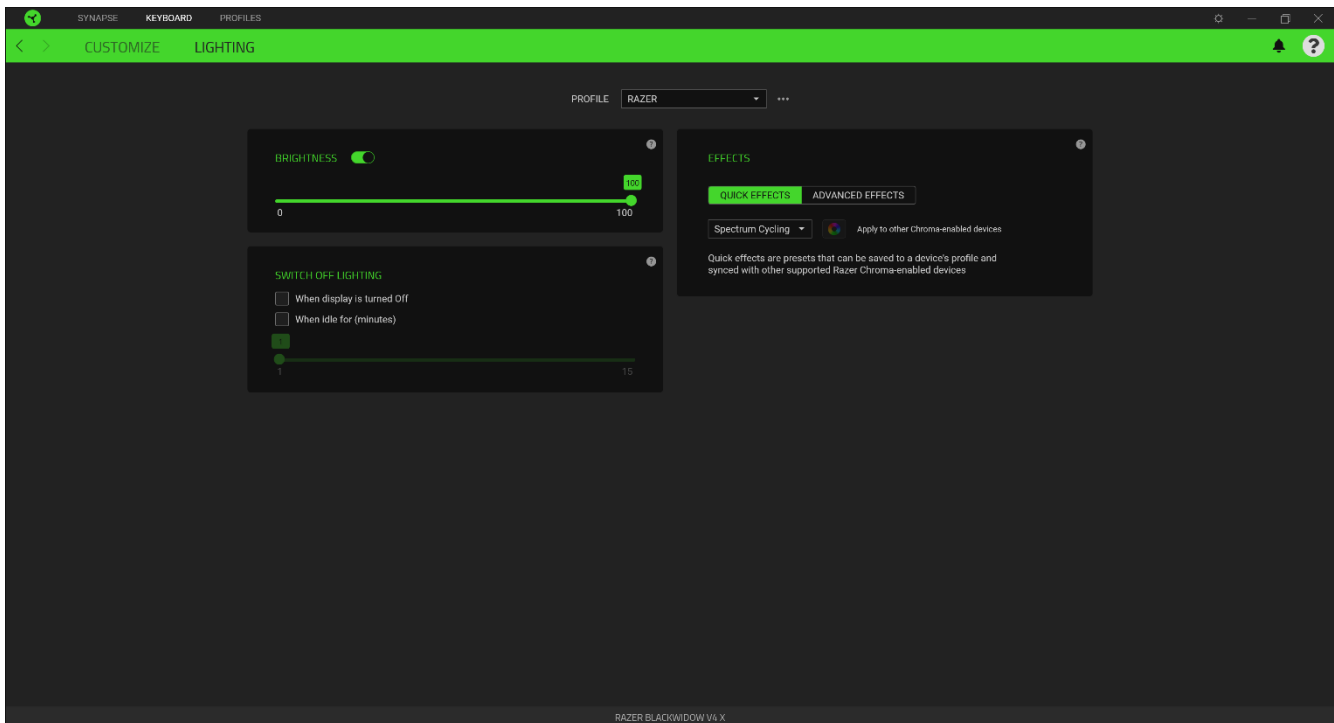 SYNAPSE KEYBOARD PROFILES
CUSTOMIZE LIGHTING
?
PROFILE RAZER
BRIGHTNESS
?
100
0 100
SWITCH OFF LIGHTING
?
When display is turned Off
When idle for (minutes)
1
1 15
EFFECTS
?
QUICK EFFECTS ADVANCED EFFECTS
Spectrum Cycling Apply to other Chroma-enabled devices
Quick effects are presets that can be saved to a device's profile and
synced with other supported Razer Chroma-enabled devices
RAZER BLACKWIDOW V4 X